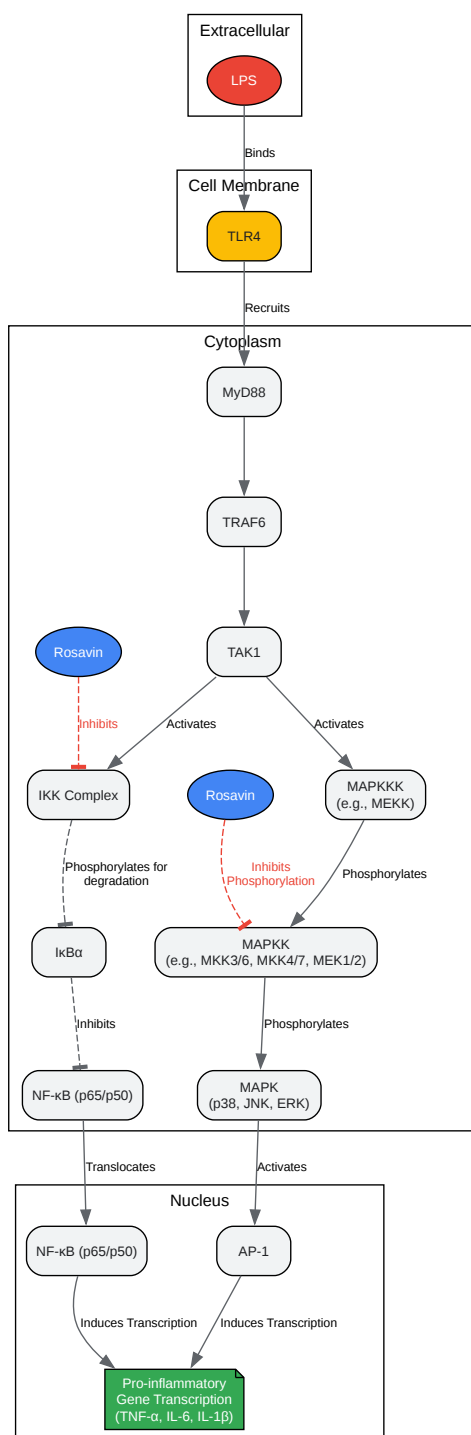 Extracellular
LPS
Binds
Cell Membrane
TLR4
Recruits
Cytoplasm
MyD88
TRAF6
Rosavin
TAK1
Inhibits
Activates
Activates
IKK Complex
Rosavin
MAPKKK
(e.g., MEKK)
Phosphorylates for
degradation
Inhibits
Phosphorylation
Phosphorylates
IκBα
MAPKK
(e.g., MKK3/6, MKK4/7, MEK1/2)
Inhibits
Phosphorylates
NF-κB (p65/p50)
MAPK
(p38, JNK, ERK)
Translocates
Activates
Nucleus
NF-κB (p65/p50)
AP-1
Induces Transcription
Induces Transcription
Pro-inflammatory
Gene Transcription
(TNF-α, IL-6, IL-1β)